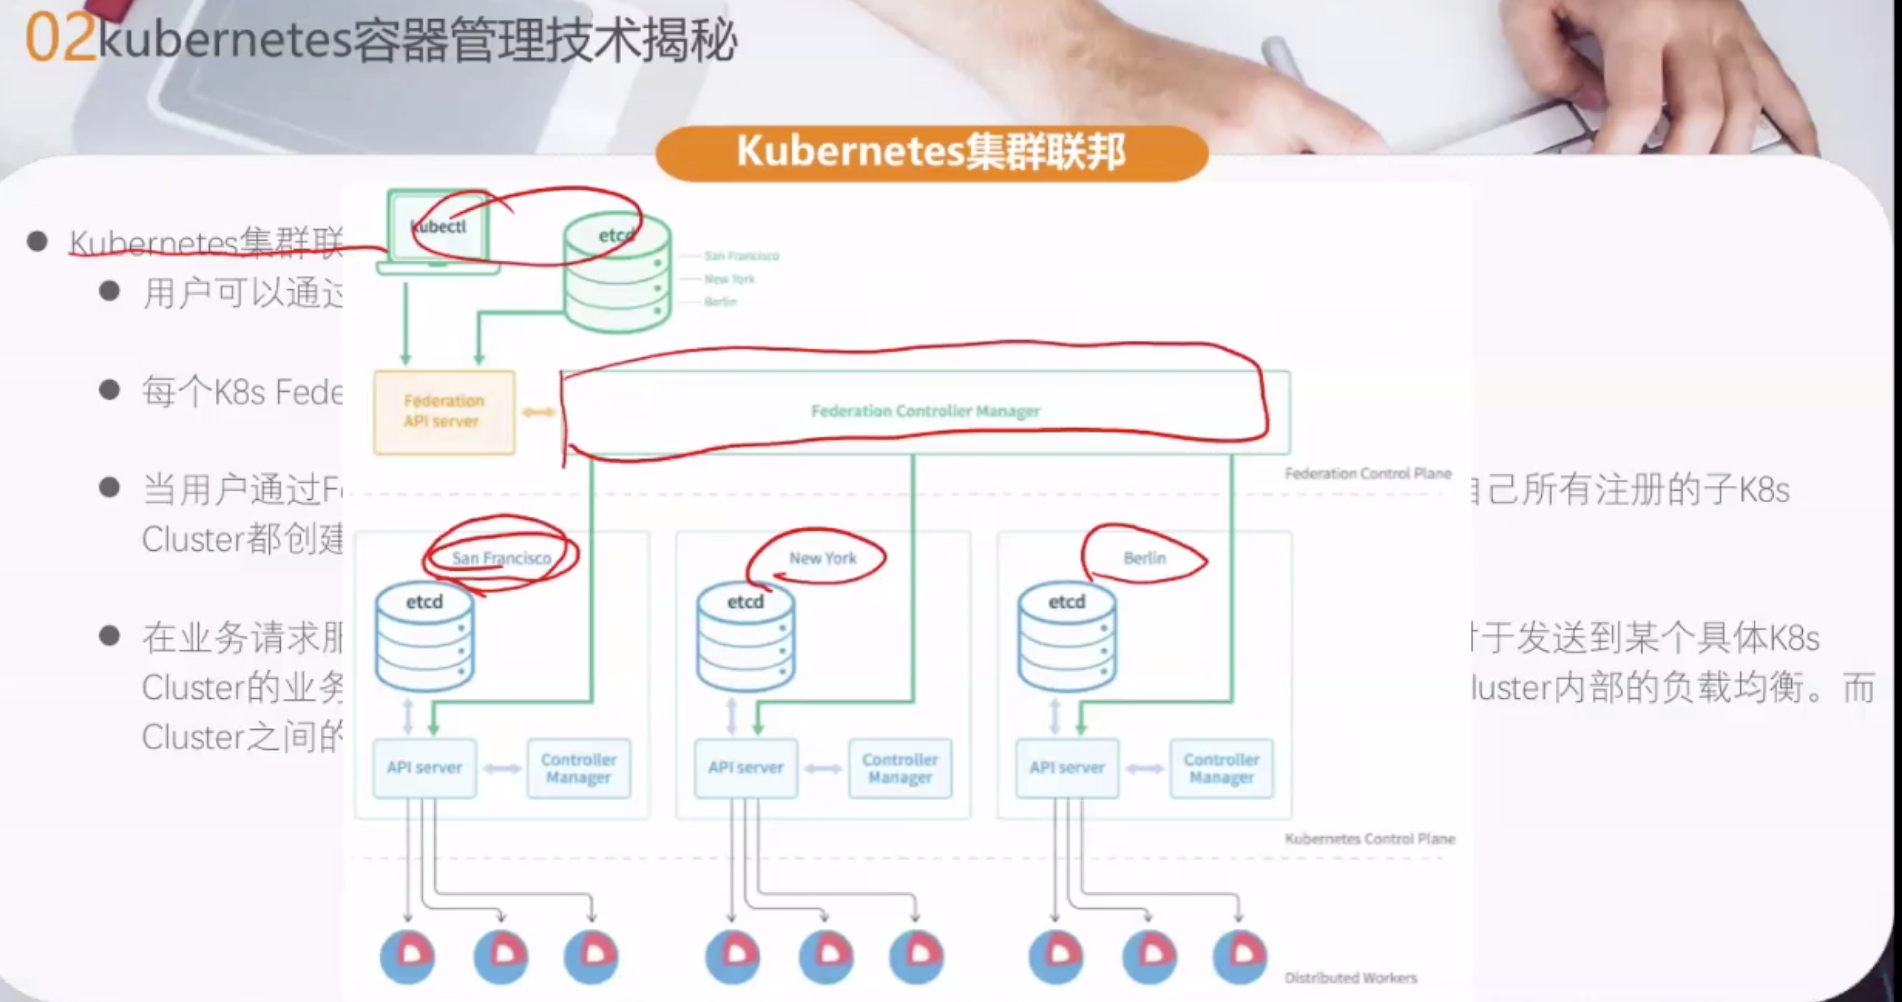 02kubernetes容器管理技术揭秘
Kubernetes集群联邦
Kubernetes集群联
用户可以通过
每个K8s Fede
当用户通过Fe
自己所有注册的子K8s
Cluster都创建
在业务请求服
对于发送到某个具体K8s
Cluster的业务
luster内部的负载均衡。而
Cluster之间的
kubectl
etcd
San Francisco
New York
Berlin
Federation
API server
Federation Controller Manager
Federation Control Plane
San Francisco
New York
Berlin
etcd
etcd
etcd
API server
Controller
Manager
API server
Controller
Manager
API server
Controller
Manager
Kubernetes Control Plane
Distributed Workers